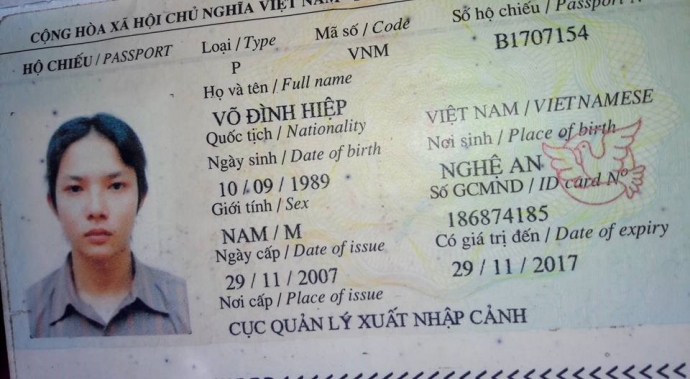 CỘNG HÒA XÃ HỘI CHỦ NGHĨA VIỆT NAM
HỘ CHIẾU / PASSPORT
Loại / Type
Mã số / Code
Số hộ chiếu / Passport No
P
VNM
B1707154
Họ và tên / Full name
VÕ ĐÌNH HIỆP
Quốc tịch / Nationality
VIỆT NAM / VIETNAMESE
Ngày sinh / Date of birth
Nơi sinh / Place of birth
10 / 09 / 1989
NGHỆ AN
Giới tính / Sex
Số GCMND / ID card Nº
NAM / M
186874185
Ngày cấp / Date of issue
Có giá trị đến / Date of expiry
29 / 11 / 2007
29 / 11 / 2017
Nơi cấp / Place of issue
CỤC QUẢN LÝ XUẤT NHẬP CẢNH